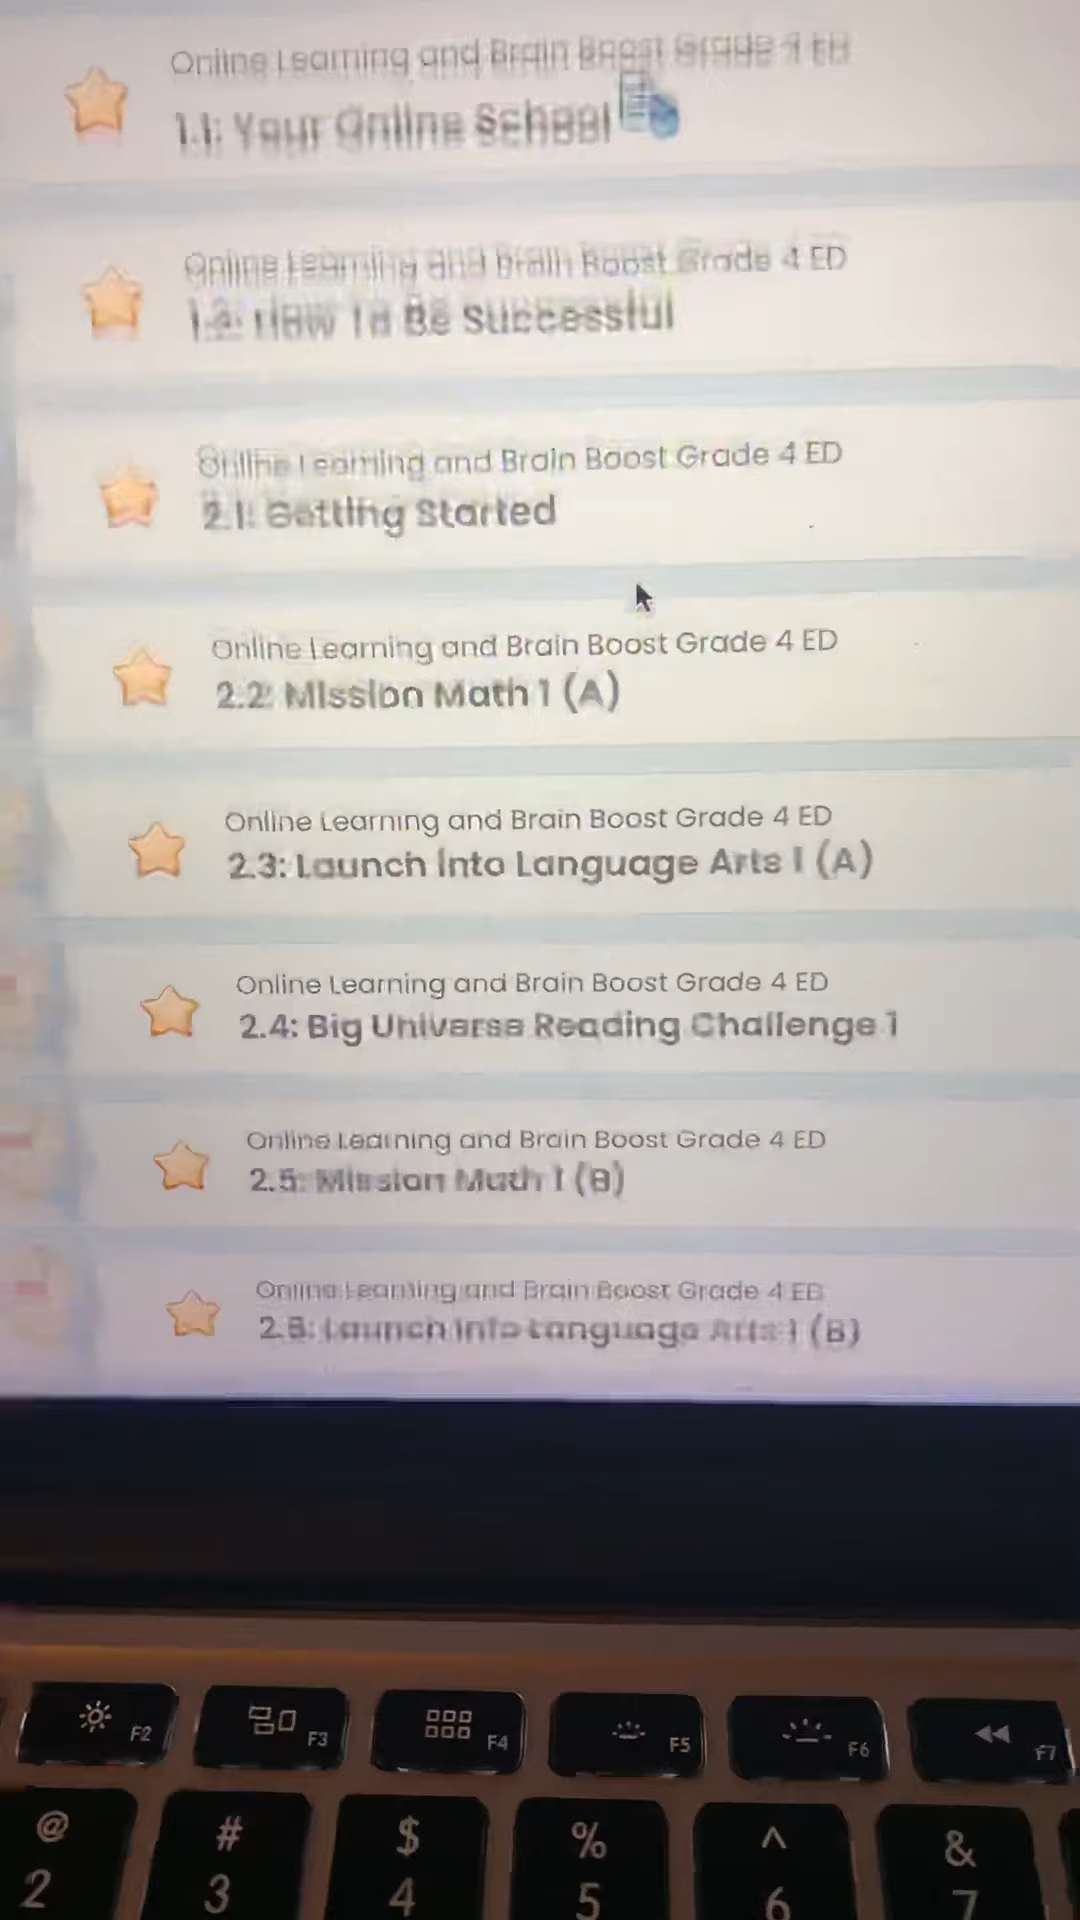 Online Learning and Brain Boost Grade 4 ED
1.1: Your Online School
Online Learning and Brain Boost Grade 4 ED
1.2: How To Be Successful
Online Learning and Brain Boost Grade 4 ED
2.1: Getting Started
Online Learning and Brain Boost Grade 4 ED
2.2: Mission Math 1 (A)
Online Learning and Brain Boost Grade 4 ED
2.3: Launch Into Language Arts 1 (A)
Online Learning and Brain Boost Grade 4 ED
2.4: Big Universe Reading Challenge 1
Online Learning and Brain Boost Grade 4 ED
2.5: Mission Math 1 (B)
Online Learning and Brain Boost Grade 4 ED
2.6: Launch Into Language Arts 1 (B)
F2 F3 F4 F5 F6 F7
@ # $ % ^ &
2 3 4 5 6 7